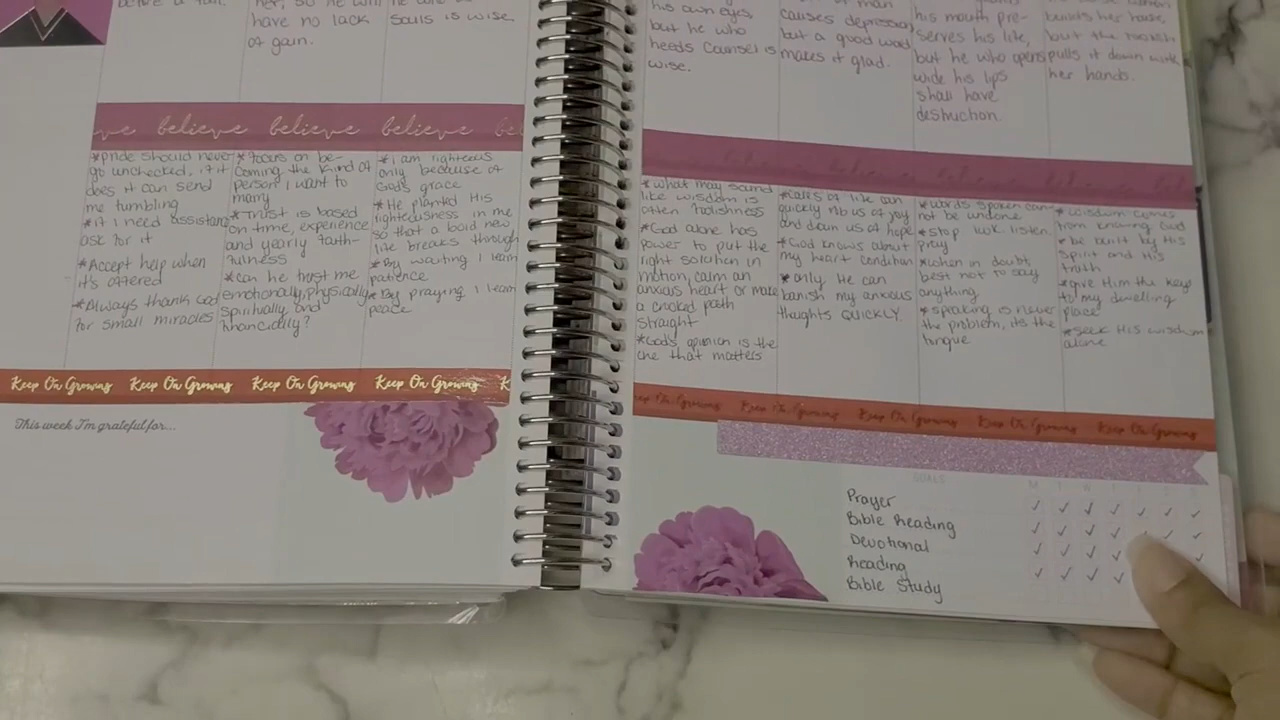 have no lack
of gain.
souls is wise
his own eyes,
but he who
heeds counsel is
wise.
causes depression
but a good word
makes it glad.
his mouth pre-
serves his life,
but he who opens
wide his lips
shall have
destruction.
builds her house
but the foolish
pulls it down with
her hands.
believe believe believe
*Pride should never
go unchecked, if it
does it can send
me tumbling
*if I need assistance
ask for it
*Accept help when
it's offered
*Always thank God
for small miracles
*Focus on be-
coming the kind of
person I want to
marry
*Trust is based
on time, experience
and yearly faith-
fulness
*can he trust me
emotionally, physically
spiritually and
financially?
*I am righteous
only because of
God's grace
*He planted His
righteousness in me
so that a bold new
life breaks through
*By waiting I learn
patience
*By praying I learn
peace
*what may sound
like wisdom is
often foolishness
*God alone has
power to put the
right solution in
motion, calm an
anxious heart or make
a crooked path
straight
*God's opinion is the
one that matters
*Cares of life can
quickly rob us of joy
and drain us of hope
*God knows about
my heart condition
*only He can
banish my anxious
thoughts QUICKLY.
*words spoken can-
not be undone
*stop look listen
pray
*when in doubt
best not to say
anything
*speaking is never
the problem, its the
tongue
*wisdom comes
from knowing God
*be built by His
Spirit and His
truth
*give Him the keys
to my dwelling
place
*seek His wisdom
alone
Keep On Growing Keep On Growing Keep On Growing Keep On Growing K
Keep On Growing Keep On Growing Keep On Growing Keep On Growing
This week I'm grateful for...
GOALS
Prayer
Bible Reading
Devotional
Reading
Bible Study